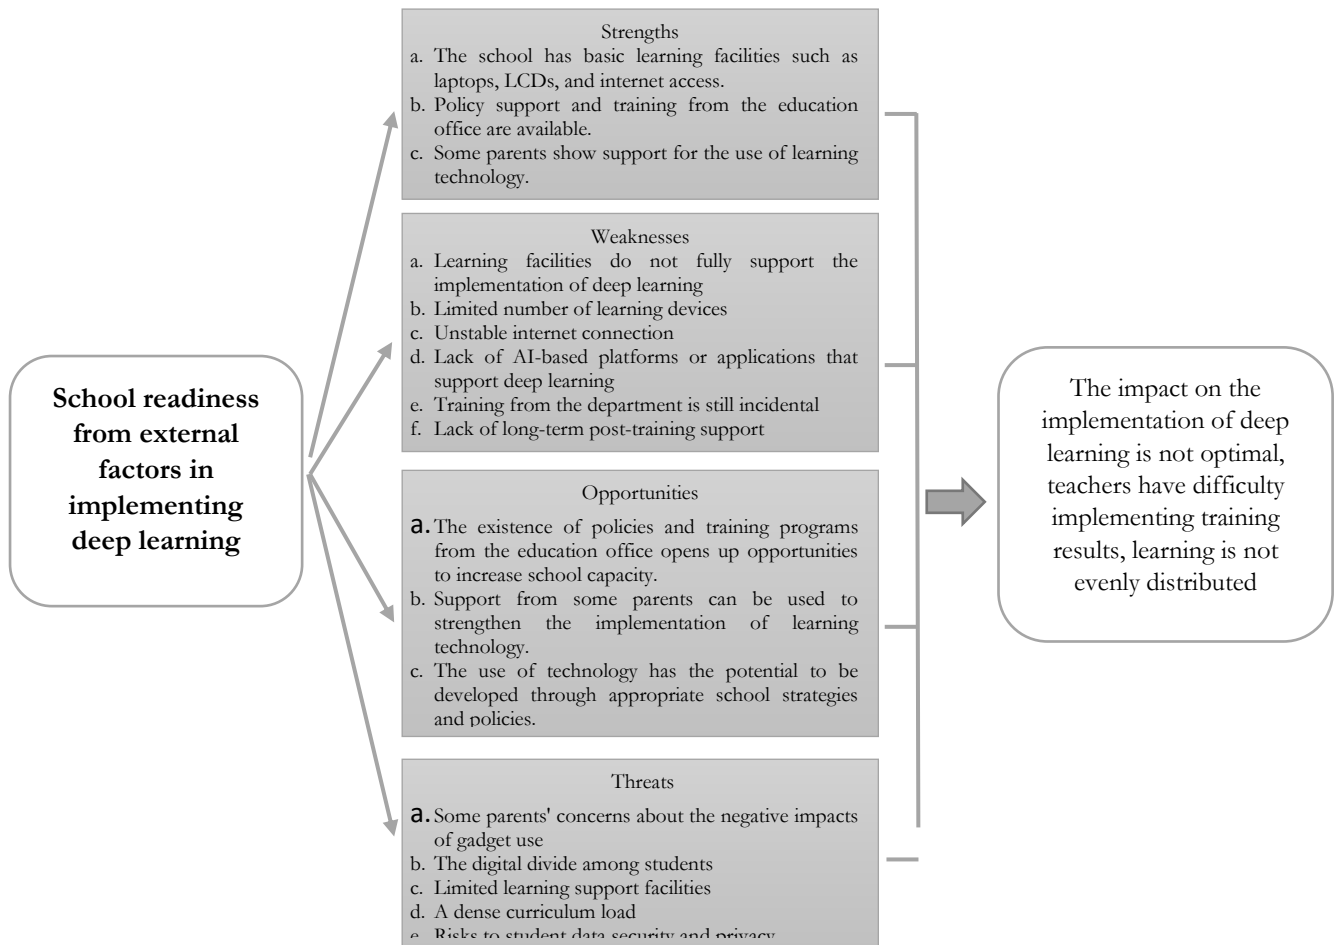 School readiness
from external
factors in
implementing
deep learning
Strengths
a. The school has basic learning facilities such as
laptops, LCDs, and internet access.
b. Policy support and training from the education
office are available.
c. Some parents show support for the use of learning
technology.
Weaknesses
a. Learning facilities do not fully support the
implementation of deep learning
b. Limited number of learning devices
c. Unstable internet connection
d. Lack of AI-based platforms or applications that
support deep learning
e. Training from the department is still incidental
f. Lack of long-term post-training support
Opportunities
a. The existence of policies and training programs
from the education office opens up opportunities
to increase school capacity.
b. Support from some parents can be used to
strengthen the implementation of learning
technology.
c. The use of technology has the potential to be
developed through appropriate school strategies
and policies.
Threats
a. Some parents' concerns about the negative impacts
of gadget use
b. The digital divide among students
c. Limited learning support facilities
d. A dense curriculum load
e. Risks to student data security and privacy
The impact on the
implementation of deep
learning is not optimal,
teachers have difficulty
implementing training
results, learning is not
evenly distributed